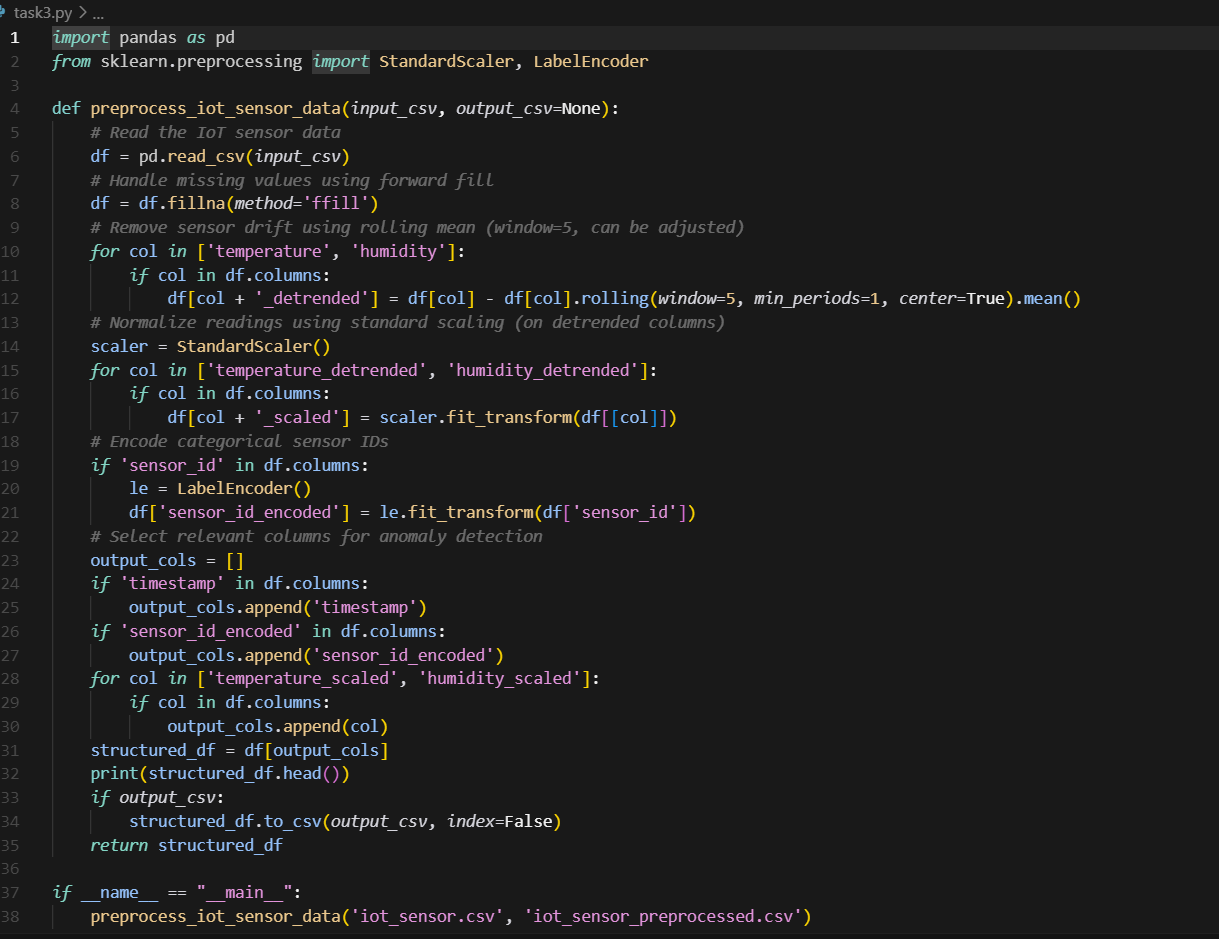 task3.py > ...
1 import pandas as pd
2 from sklearn.preprocessing import StandardScaler, LabelEncoder
3
4 def preprocess_iot_sensor_data(input_csv, output_csv=None):
5     # Read the IoT sensor data
6     df = pd.read_csv(input_csv)
7     # Handle missing values using forward fill
8     df = df.fillna(method='ffill')
9     # Remove sensor drift using rolling mean (window=5, can be adjusted)
10     for col in ['temperature', 'humidity']:
11         if col in df.columns:
12             df[col + '_detrended'] = df[col] - df[col].rolling(window=5, min_periods=1, center=True).mean()
13     # Normalize readings using standard scaling (on detrended columns)
14     scaler = StandardScaler()
15     for col in ['temperature_detrended', 'humidity_detrended']:
16         if col in df.columns:
17             df[col + '_scaled'] = scaler.fit_transform(df[[col]])
18     # Encode categorical sensor IDs
19     if 'sensor_id' in df.columns:
20         le = LabelEncoder()
21         df['sensor_id_encoded'] = le.fit_transform(df['sensor_id'])
22     # Select relevant columns for anomaly detection
23     output_cols = []
24     if 'timestamp' in df.columns:
25         output_cols.append('timestamp')
26     if 'sensor_id_encoded' in df.columns:
27         output_cols.append('sensor_id_encoded')
28     for col in ['temperature_scaled', 'humidity_scaled']:
29         if col in df.columns:
30             output_cols.append(col)
31     structured_df = df[output_cols]
32     print(structured_df.head())
33     if output_csv:
34         structured_df.to_csv(output_csv, index=False)
35     return structured_df
36
37 if __name__ == "__main__":
38     preprocess_iot_sensor_data('iot_sensor.csv', 'iot_sensor_preprocessed.csv')